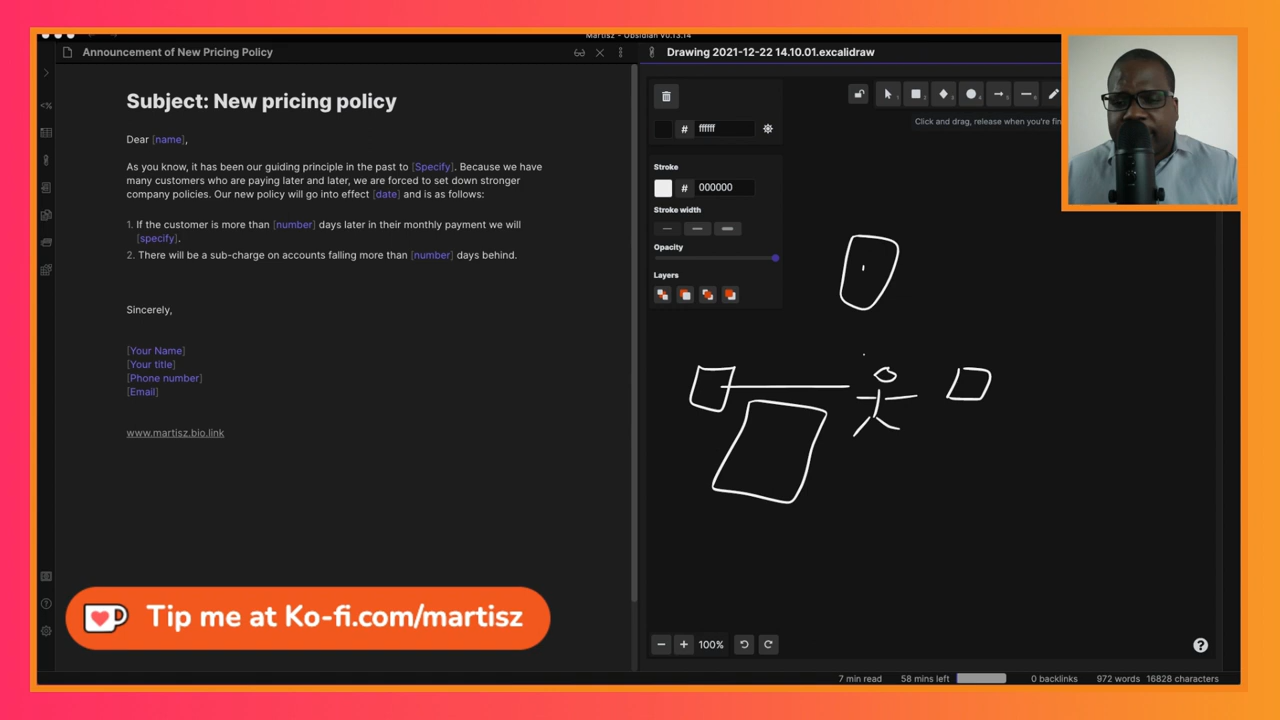 Martisz - Obsidian v0.13.14
Announcement of New Pricing Policy
Subject: New pricing policy
Dear [name],
As you know, it has been our guiding principle in the past to [Specify]. Because we have
many customers who are paying later and later, we are forced to set down stronger
company policies. Our new policy will go into effect [date] and is as follows:
1. If the customer is more than [number] days later in their monthly payment we will
[specify].
2. There will be a sub-charge on accounts falling more than [number] days behind.
Sincerely,
[Your Name]
[Your title]
[Phone number]
[Email]
www.martisz.bio.link
Tip me at Ko-fi.com/martisz
Drawing 2021-12-22 14.10.01.excalidraw
Click and drag, release when you're fin
# ffffff
Stroke
# 000000
Stroke width
Opacity
Layers
100%
?
7 min read 58 mins left 0 backlinks 972 words 16828 characters